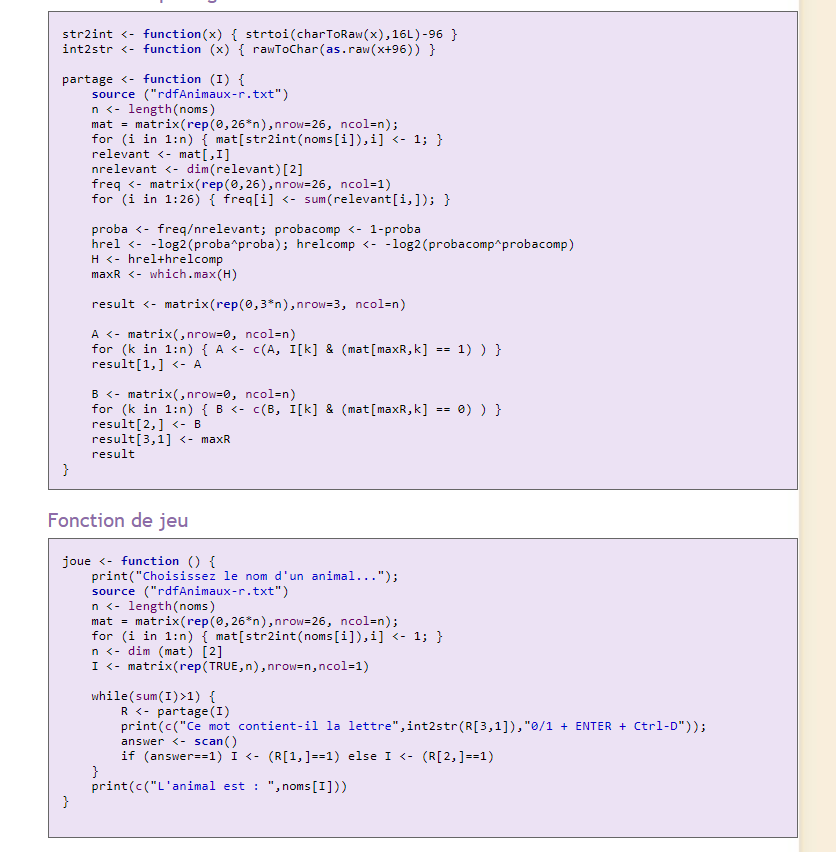 str2int <- function(x) { strtoi(charToRaw(x),16L)-96 }
int2str <- function (x) { rawToChar(as.raw(x+96)) }
partage <- function (I) {
source ("rdfAnimaux-r.txt")
n <- length(noms)
mat = matrix(rep(0,26*n),nrow=26, ncol=n);
for (i in 1:n) { mat[str2int(noms[i]),i] <- 1; }
relevant <- mat[,I]
nrelevant <- dim(relevant)[2]
freq <- matrix(rep(0,26),nrow=26, ncol=1)
for (i in 1:26) { freq[i] <- sum(relevant[i,]); }
proba <- freq/nrelevant; probacomp <- 1-proba
hrel <- -log2(proba^proba); hrelcomp <- -log2(probacomp^probacomp)
H <- hrel+hrelcomp
maxR <- which.max(H)
result <- matrix(rep(0,3*n),nrow=3, ncol=n)
A <- matrix(,nrow=0, ncol=n)
for (k in 1:n) { A <- c(A, I[k] & (mat[maxR,k] == 1) ) }
result[1,] <- A
B <- matrix(,nrow=0, ncol=n)
for (k in 1:n) { B <- c(B, I[k] & (mat[maxR,k] == 0) ) }
result[2,] <- B
result[3,1] <- maxR
result
}
Fonction de jeu
joue <- function () {
print("Choisissez le nom d'un animal...");
source ("rdfAnimaux-r.txt")
n <- length(noms)
mat = matrix(rep(0,26*n),nrow=26, ncol=n);
for (i in 1:n) { mat[str2int(noms[i]),i] <- 1; }
n <- dim (mat) [2]
I <- matrix(rep(TRUE,n),nrow=n,ncol=1)
while(sum(I)>1) {
R <- partage(I)
print(c("Ce mot contient-il la lettre",int2str(R[3,1]),"0/1 + ENTER + Ctrl-D"));
answer <- scan()
if (answer==1) I <- (R[1,]==1) else I <- (R[2,]==1)
}
print(c("L'animal est : ",noms[I]))
}